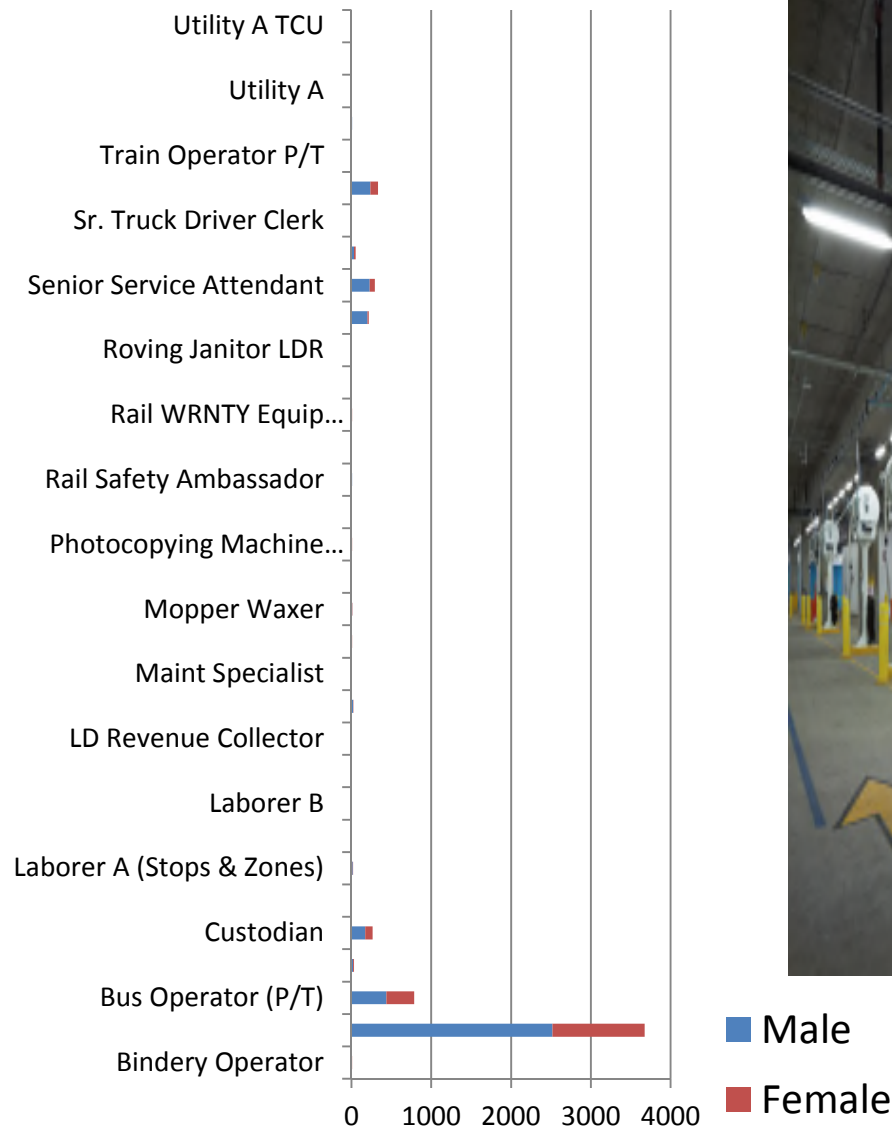 Utility A TCU
Utility A
Train Operator P/T
Sr. Truck Driver Clerk
Senior Service Attendant
Roving Janitor LDR
Rail WRNTY Equip...
Rail Safety Ambassador
Photocopying Machine...
Mopper Waxer
Maint Specialist
LD Revenue Collector
Laborer B
Laborer A (Stops & Zones)
Custodian
Bus Operator (P/T)
Bindery Operator
0 1000 2000 3000 4000
Male
Female